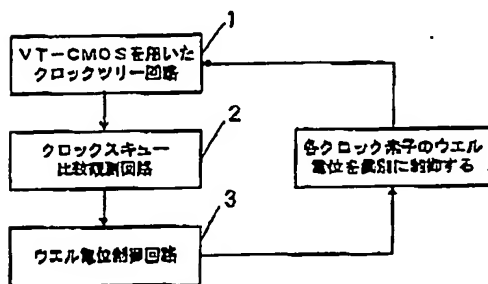 1
VT-CMOSを用いた
クロックツリー回路
2
クロックスキュー
比較観測回路
3
ウエル電位制御回路
各クロック素子のウエル
電位を個別に制御する